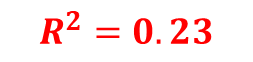 R² = 0.23